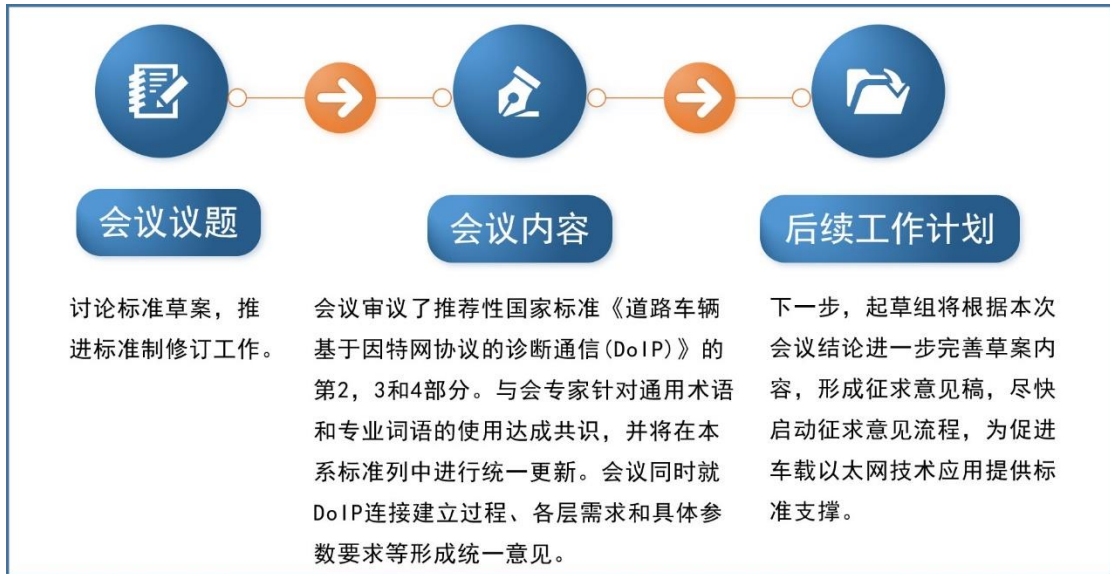 会议议题
讨论标准草案，推
进标准制修订工作。
会议内容
会议审议了推荐性国家标准《道路车辆
基于因特网协议的诊断通信(DoIP)》的
第2，3和4部分。与会专家针对通用术语
和专业词语的使用达成共识，并将在本
系标准列中进行统一更新。会议同时就
DoIP连接建立过程、各层需求和具体参
数要求等形成统一意见。
后续工作计划
下一步，起草组将根据本次
会议结论进一步完善草案内
容，形成征求意见稿，尽快
启动征求意见流程，为促进
车载以太网技术应用提供标
准支撑。